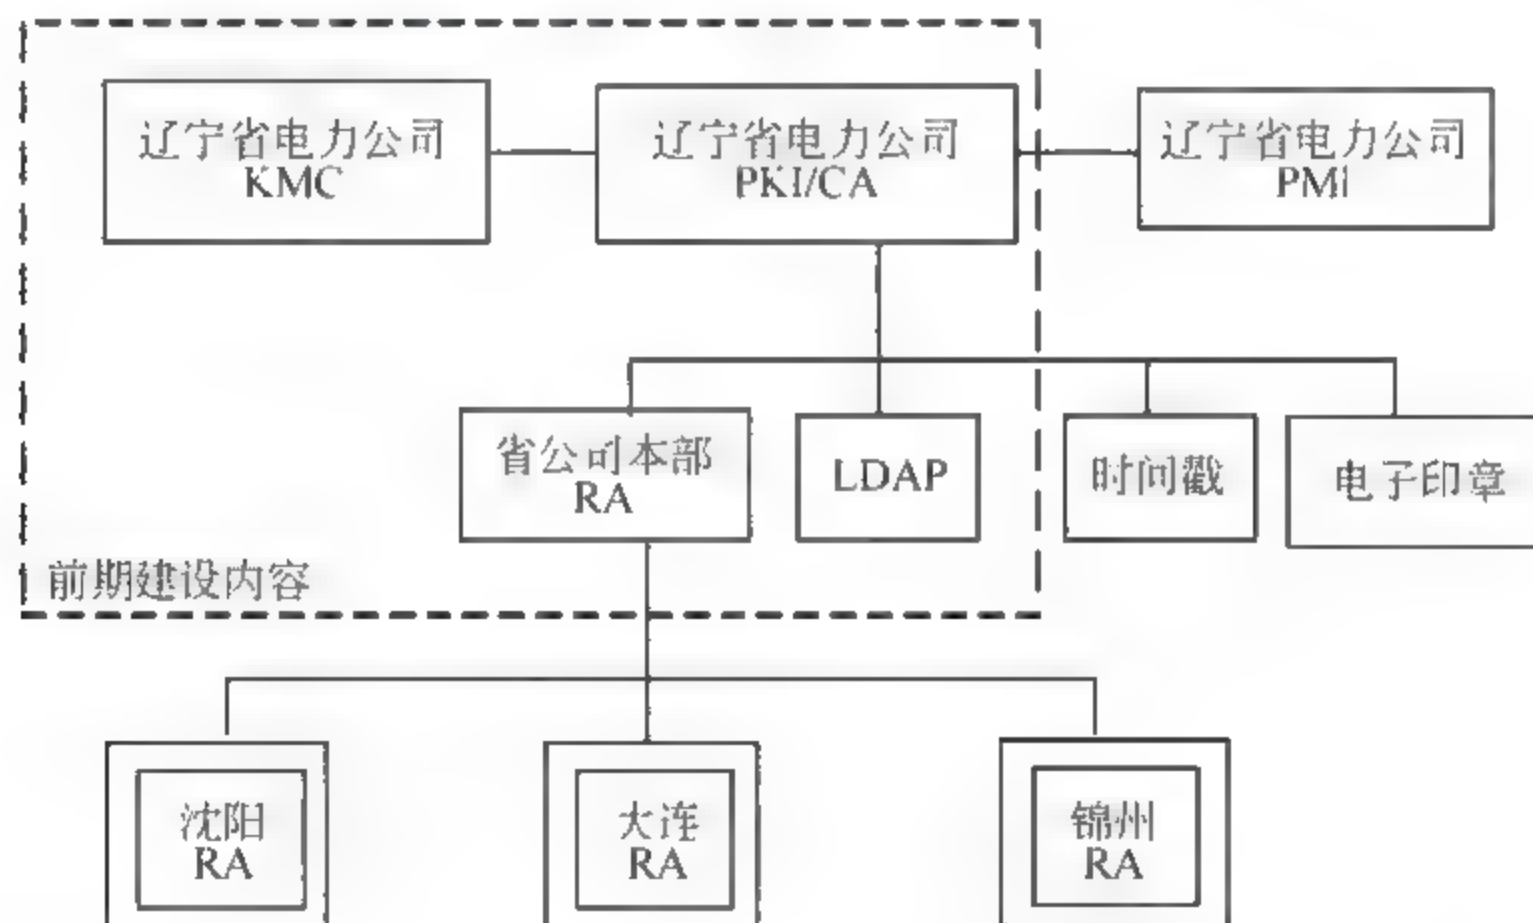 辽宁省电力公司
KMC
辽宁省电力公司
PKI/CA
辽宁省电力公司
PMI
省公司本部
RA
LDAP
时间戳
电子印章
前期建设内容
沈阳
RA
大连
RA
锦州
RA